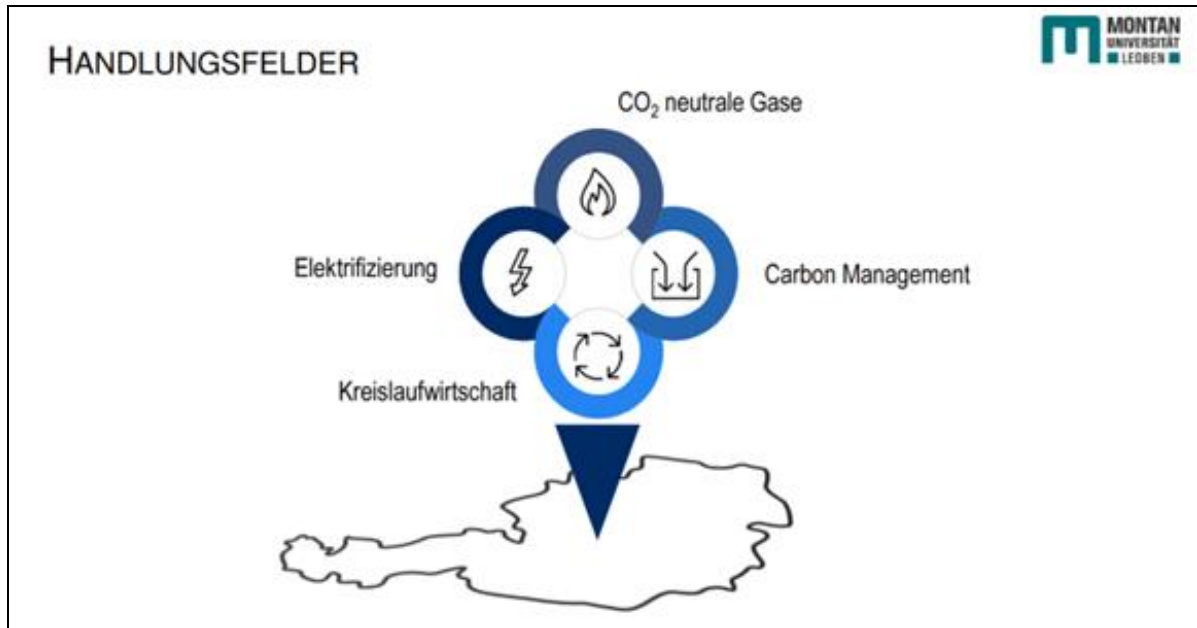 HANDLUNGSFELDER
MONTAN
UNIVERSITÄT
LEOBEN
CO₂ neutrale Gase
Elektrifizierung
Carbon Management
Kreislaufwirtschaft